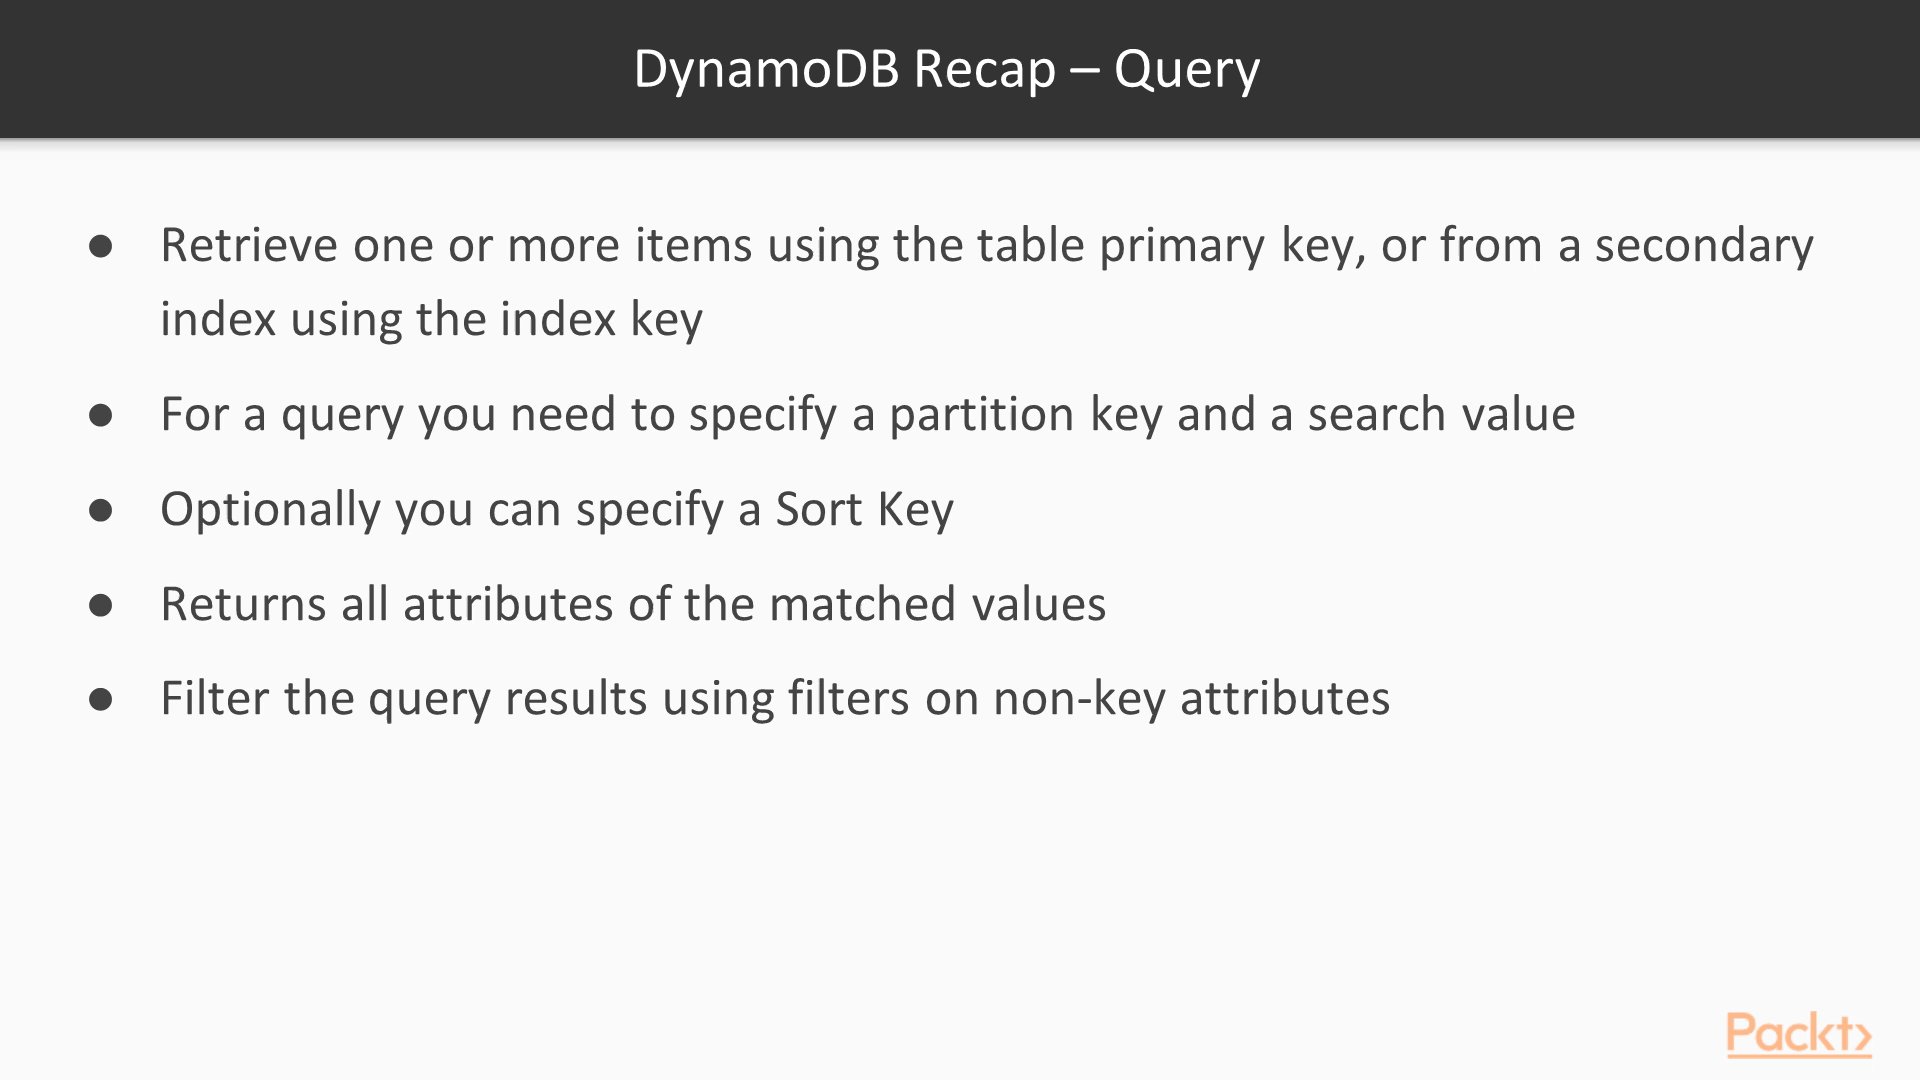 DynamoDB Recap – Query
● Retrieve one or more items using the table primary key, or from a secondary
index using the index key
● For a query you need to specify a partition key and a search value
● Optionally you can specify a Sort Key
● Returns all attributes of the matched values
● Filter the query results using filters on non-key attributes
Packt>